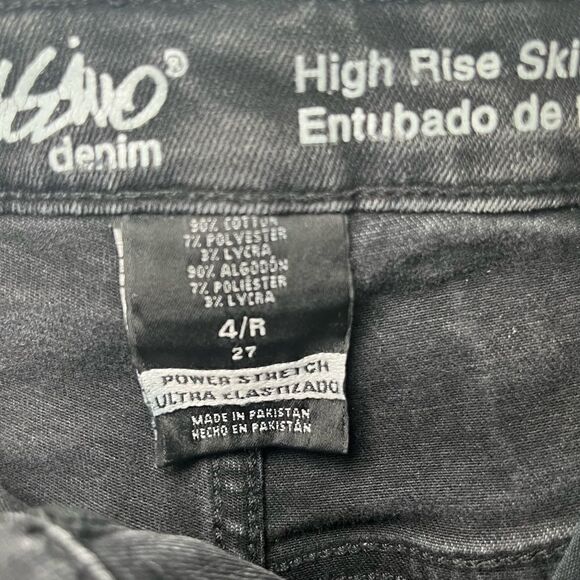 denim
High Rise Ski
Entubado de
90% COTTON
7% POLYESTER
3% LYCRA
90% ALGODÓN
7% POLIÉSTER
3% LYCRA
4/R
27
POWER STRETCH
ULTRA ELASTIZADO
MADE IN PAKISTAN
HECHO EN PAKISTÁN